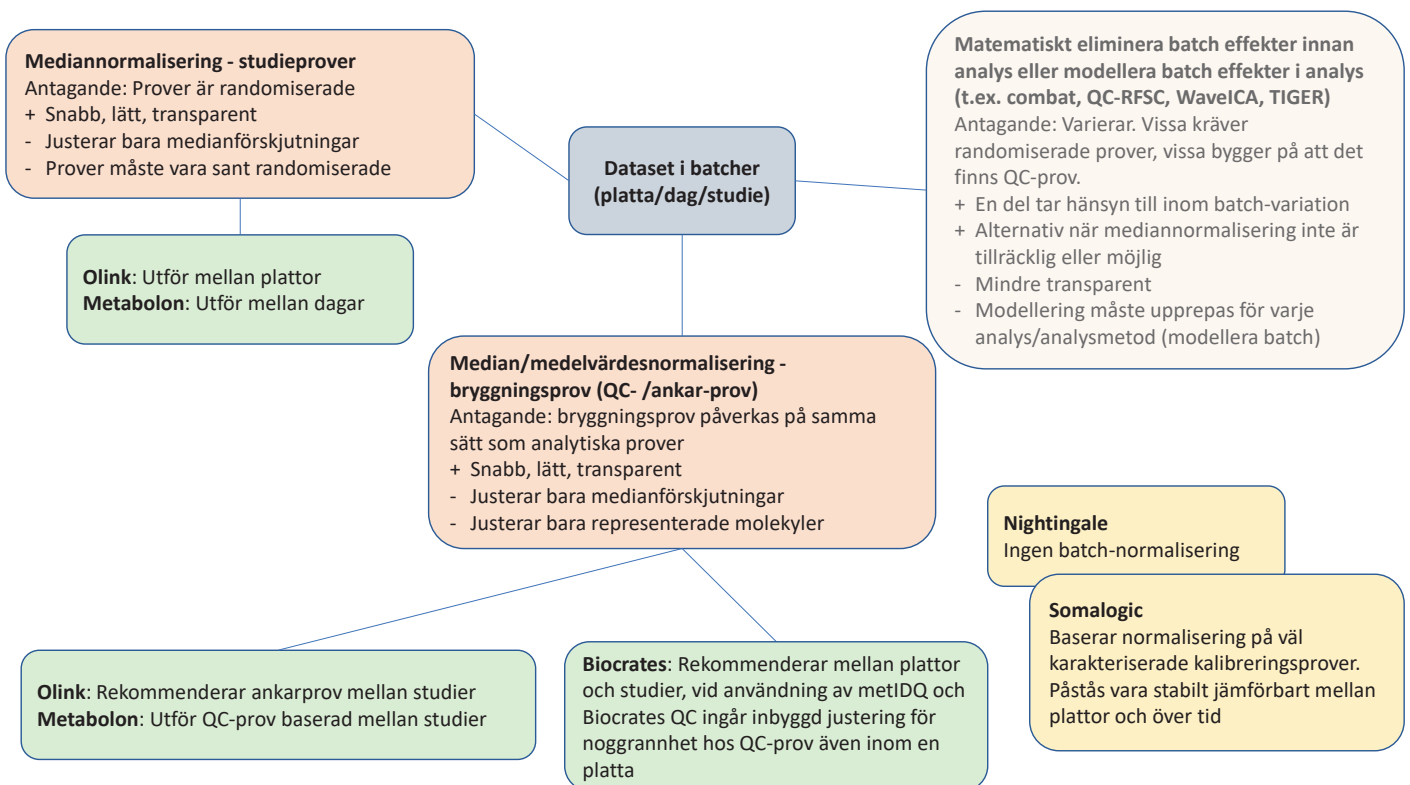 Mediannormalisering - studieprover
Antagande: Prover är randomiserade
+ Snabb, lätt, transparent
- Justerar bara medianförskjutningar
- Prover måste vara sant randomiserade
Dataset i batcher
(platta/dag/studie)
Matematiskt eliminera batch effekter innan
analys eller modellera batch effekter i analys
(t.ex. combat, QC-RFSC, WaveICA, TIGER)
Antagande: Varierar. Vissa kräver
randomiserade prover, vissa bygger på att det
finns QC-prov.
+ En del tar hänsyn till inom batch-variation
+ Alternativ när mediannormalisering inte är
tillräcklig eller möjlig
- Mindre transparent
- Modellering måste upprepas för varje
analys/analysmetod (modellera batch)
Olink: Utför mellan plattor
Metabolon: Utför mellan dagar
Median/medelvärdesnormalisering -
bryggningsprov (QC- /ankar-prov)
Antagande: bryggningsprov påverkas på samma
sätt som analytiska prover
+ Snabb, lätt, transparent
- Justerar bara medianförskjutningar
- Justerar bara representerade molekyler
Nightingale
Ingen batch-normalisering
Somalogic
Baserar normalisering på väl
karakteriserade kalibreringsprover.
Påstås vara stabilt jämförbart mellan
plattor och över tid
Olink: Rekommenderar ankarprov mellan studier
Metabolon: Utför QC-prov baserad mellan studier
Biocrates: Rekommenderar mellan plattor
och studier, vid användning av metIDQ och
Biocrates QC ingår inbyggd justering för
noggrannhet hos QC-prov även inom en
platta